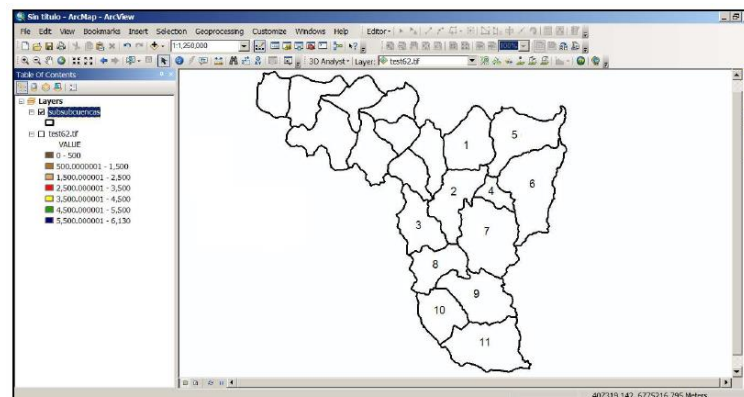 Sin título - ArcMap - ArcView
File Edit View Bookmarks Insert Selection Geoprocessing Customize Windows Help Editor
1:1,250,000 100%
3D Analyst Layer: test62.tif
Table Of Contents
Layers
subsubcuencas
test62.tif
VALUE
0 - 500
500.0000001 - 1,500
1,500.000001 - 2,500
2,500.000001 - 3,500
3,500.000001 - 4,500
4,500.000001 - 5,500
5,500.000001 - 6,130
1
5
2
4
6
3
7
8
9
10
11
407319.142 6775216.795 Meters